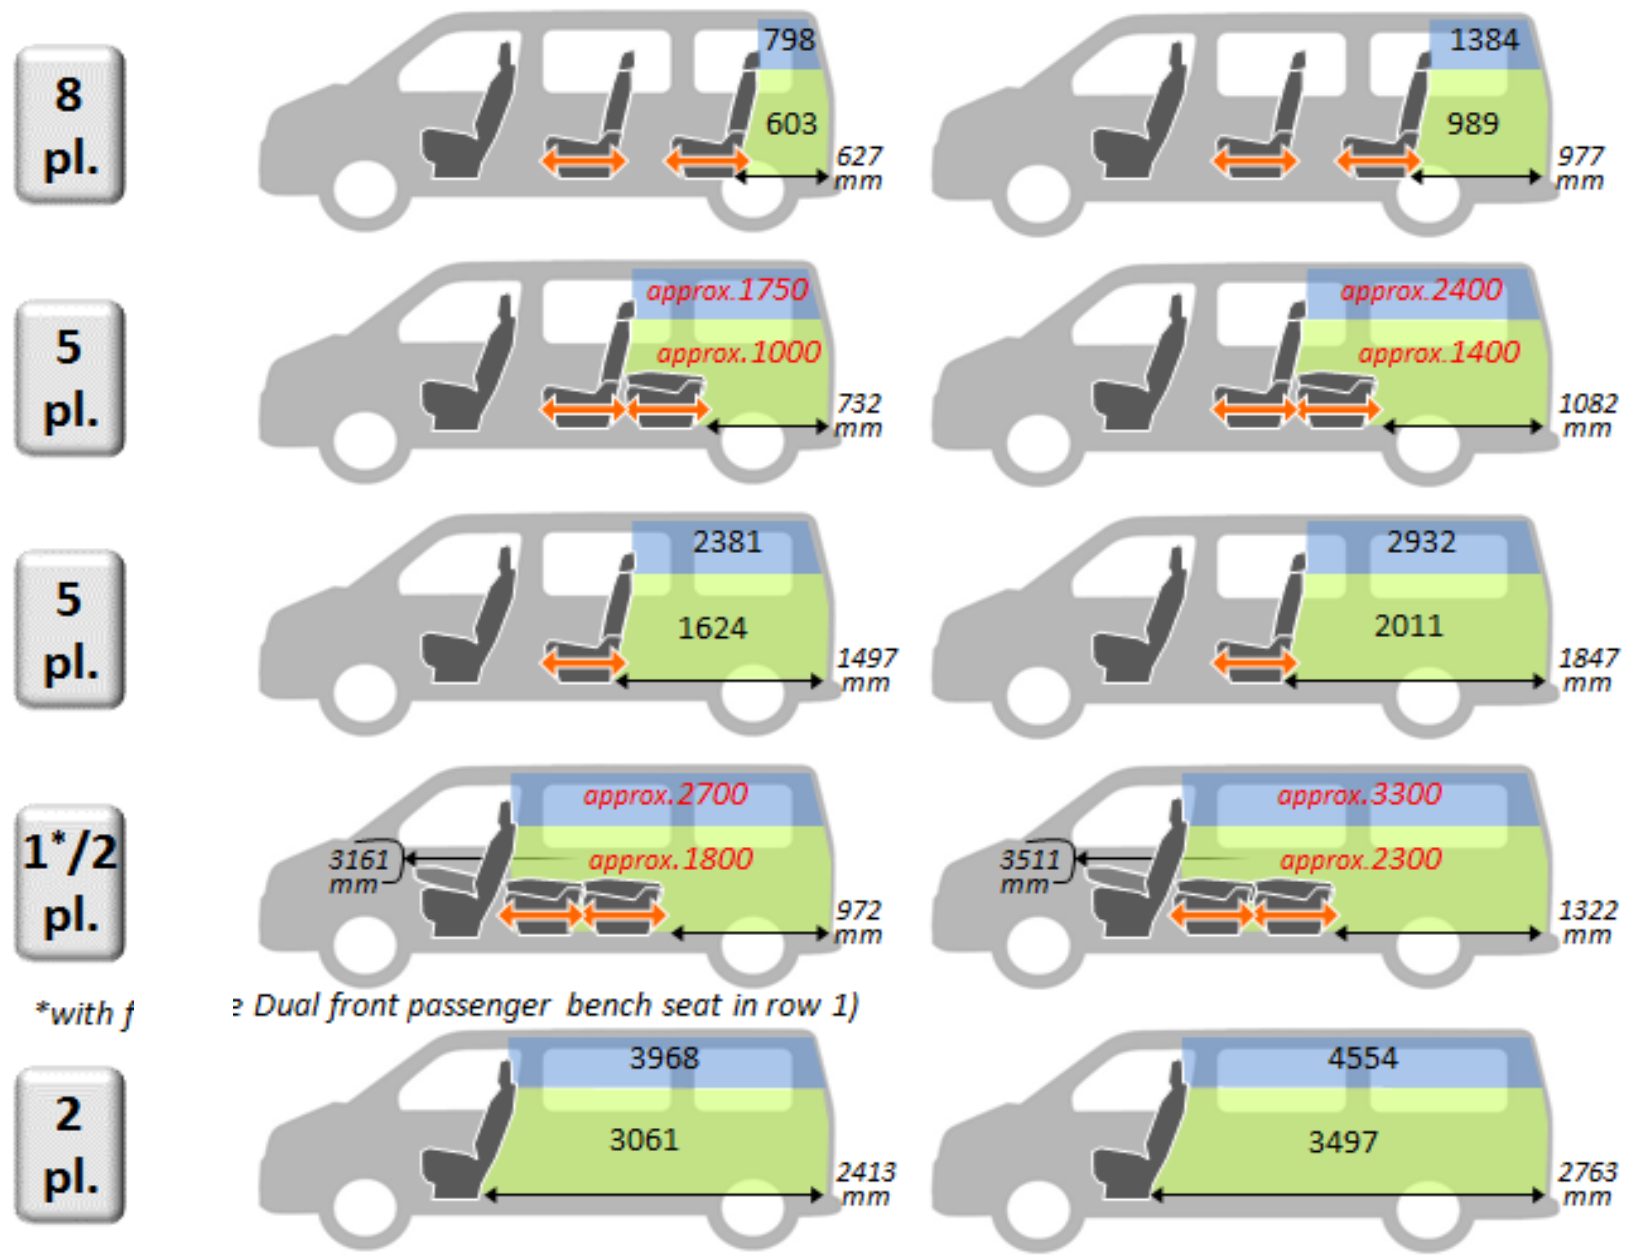 8
pl.
798
603
627
mm
1384
989
977
mm
5
pl.
approx.1750
approx.1000
732
mm
approx.2400
approx.1400
1082
mm
5
pl.
2381
1624
1497
mm
2932
2011
1847
mm
1*/2
pl.
approx.2700
3161
mm
approx.1800
972
mm
approx.3300
3511
mm
approx.2300
1322
mm
*with f
Dual front passenger bench seat in row 1)
2
pl.
3968
3061
2413
mm
4554
3497
2763
mm